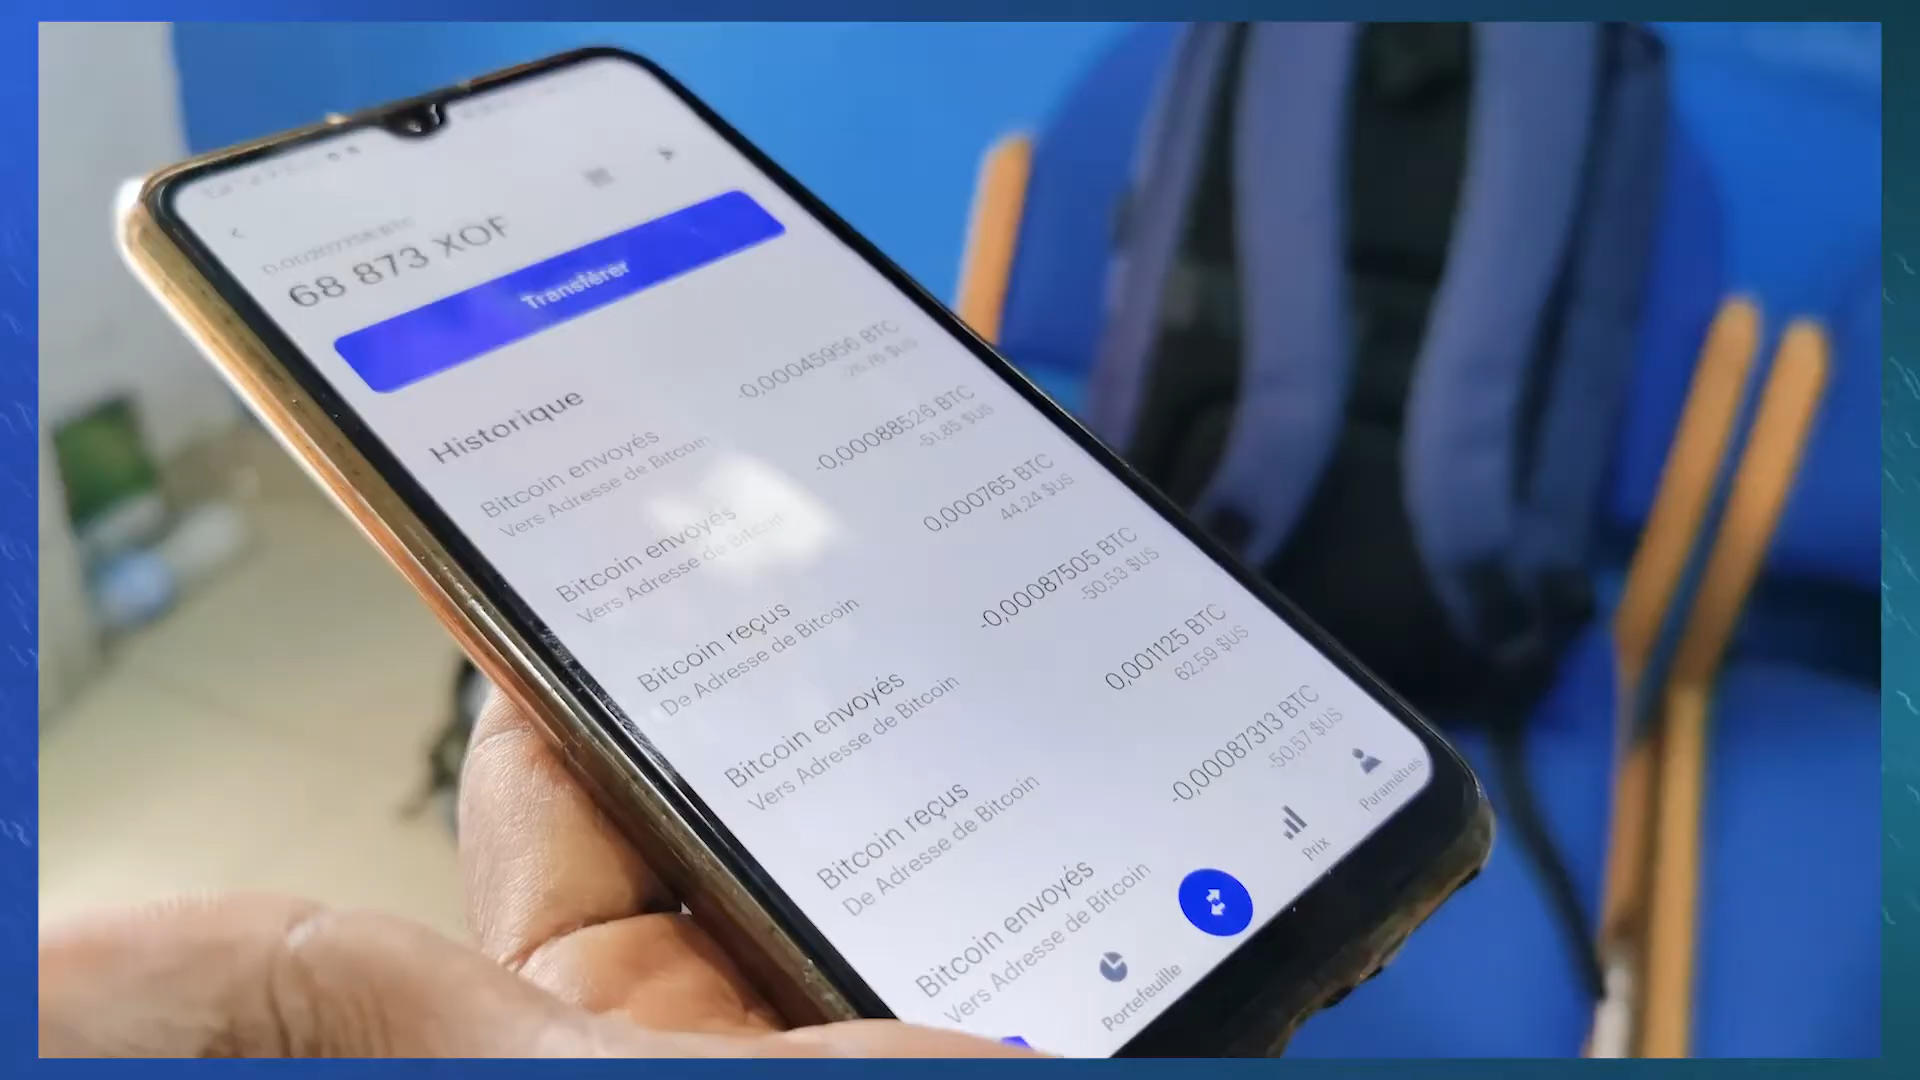 68 873 XOF
Transférer
Historique
Bitcoin envoyés
-0,00045956 BTC
Vers Adresse de Bitcoin
-26,76 $US
Bitcoin envoyés
-0,00088526 BTC
Vers Adresse de Bitcoin
-51,85 $US
Bitcoin reçus
0,000765 BTC
De Adresse de Bitcoin
44,24 $US
Bitcoin envoyés
-0,00087505 BTC
Vers Adresse de Bitcoin
-50,53 $US
Bitcoin reçus
0,001125 BTC
De Adresse de Bitcoin
62,59 $US
Bitcoin envoyés
-0,00087313 BTC
Vers Adresse de Bitcoin
-50,57 $US
Portefeuille
Prix
Paramètres